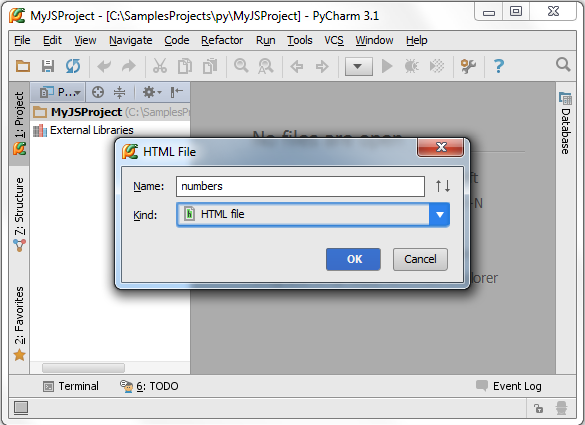 MyJSProject - [C:\SamplesProjects\py\MyJSProject] - PyCharm 3.1
File Edit View Navigate Code Refactor Run Tools VCS Window Help
1: Project
P...
MyJSProject (C:\SamplesPr
External Libraries
No files are open
ft
-N
orer
HTML File
Name: numbers
Kind: HTML file
OK Cancel
Z: Structure
2: Favorites
Database
Terminal 6: TODO Event Log